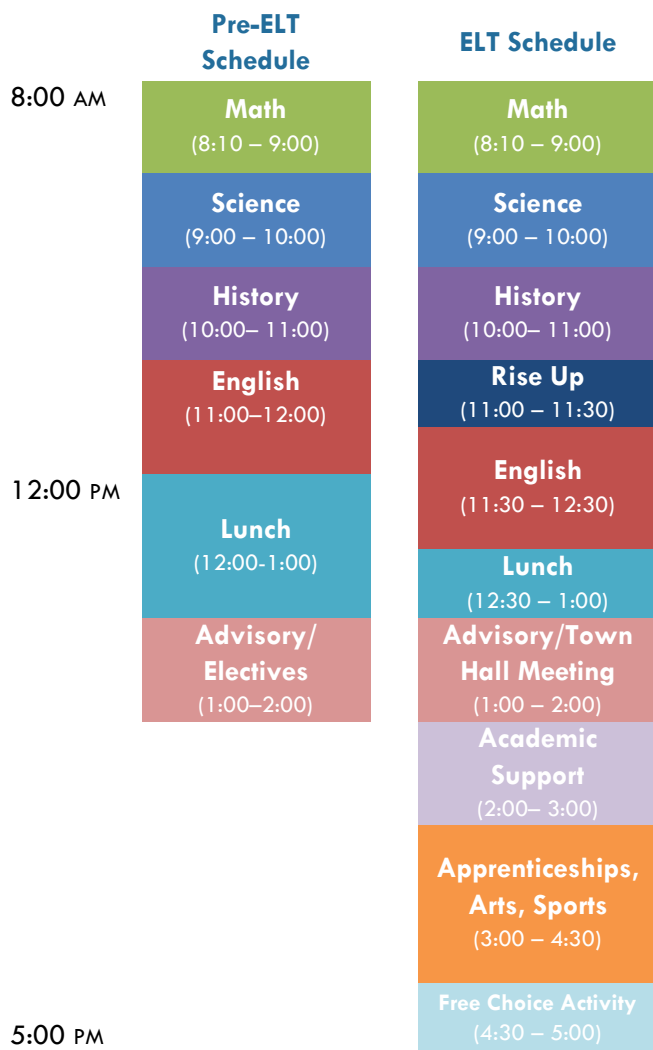 Pre-ELT
Schedule
ELT Schedule
8:00 AM
Math
(8:10 – 9:00)
Science
(9:00 – 10:00)
History
(10:00– 11:00)
English
(11:00–12:00)
12:00 PM
Lunch
(12:00-1:00)
Advisory/
Electives
(1:00–2:00)
Math
(8:10 – 9:00)
Science
(9:00 – 10:00)
History
(10:00– 11:00)
Rise Up
(11:00 – 11:30)
English
(11:30 – 12:30)
Lunch
(12:30 – 1:00)
Advisory/Town
Hall Meeting
(1:00 – 2:00)
Academic
Support
(2:00– 3:00)
Apprenticeships,
Arts, Sports
(3:00 – 4:30)
Free Choice Activity
(4:30 – 5:00)
5:00 PM